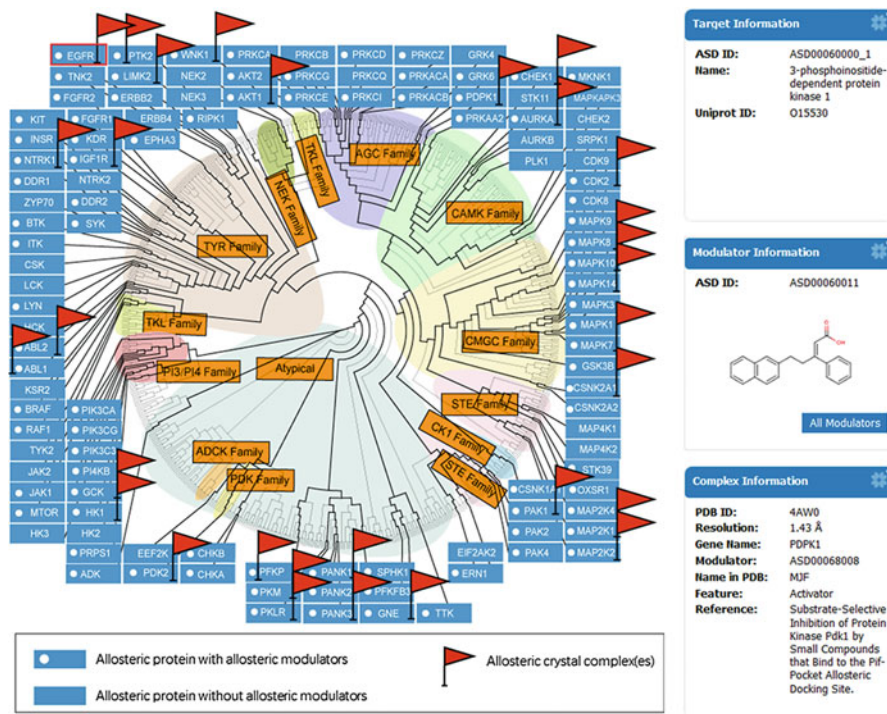 EGFR PTK2 WNK1 PRKCA PRKCB PRKCD PRKCZ GRK4
TNK2 LIMK2 NEK2 AKT2 PRKCG PRKCQ PRKACA GRK6 CHEK1 MKNK1
FGFR2 ERBB2 NEK3 AKT1 PRKCE PRKCI PRKACB PDPK1 STK11 MAPKAPK3
KIT FGFR1 ERBB4 RIPK1 PRKAA2 AURKA CHEK2
INSR KDR EPHA3 AURKB SRPK1
NTRK1 IGF1R PLK1 CDK9
DDR1 NTRK2 CDK2
ZYP70 DDR2 CDK8
BTK SYK MAPK9
ITK MAPK8
CSK MAPK10
LCK MAPK14
LYN MAPK3
HCK MAPK1
ABL2 MAPK7
ABL1 GSK3B
KSR2 CSNK2A1
BRAF PIK3CA CSNK2A2
RAF1 PIK3CG MAP4K1
TYK2 PIK3C3 MAP4K2
JAK2 PI4KB STK39
JAK1 GCK CSNK1A OXSR1
MTOR HK1 PAK1 MAP2K4
HK3 HK2 PAK2 MAP2K1
PRPS1 EEF2K CHKB PFKP PANK1 SPHK1 EIF2AK2 PAK4 MAP2K2
ADK PDK2 CHKA PKM PANK2 PFKFB3 ERN1
PKLR PANK3 GNE TTK
TKL Family
AGC Family
NEK Family
CAMK Family
TYR Family
TKL Family
CMGC Family
PI3/PI4 Family
Atypical
STE Family
CK1 Family
ADCK Family
PDK Family
STE Family
Allosteric protein with allosteric modulators
Allosteric crystal complex(es)
Allosteric protein without allosteric modulators
Target Information
ASD ID: ASD00060000_1
Name: 3-phosphoinositide-
dependent protein
kinase 1
Uniprot ID: O15530
Modulator Information
ASD ID: ASD00060011
O
OH
All Modulators
Complex Information
PDB ID: 4AW0
Resolution: 1.43 Å
Gene Name: PDPK1
Modulator: ASD00068008
Name in PDB: MJF
Feature: Activator
Reference: Substrate-Selective
Inhibition of Protein
Kinase Pdk1 by
Small Compounds
that Bind to the Pif-
Pocket Allosteric
Docking Site.